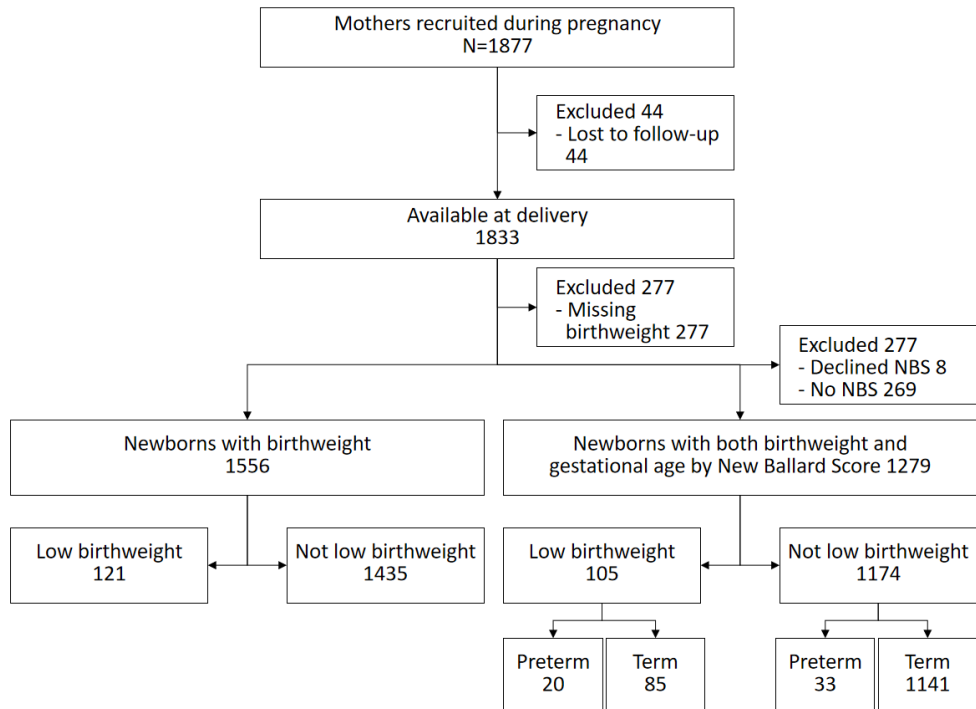 Mothers recruited during pregnancy
N=1877
Excluded 44
- Lost to follow-up
44
Available at delivery
1833
Excluded 277
- Missing
birthweight 277
Excluded 277
- Declined NBS 8
- No NBS 269
Newborns with birthweight
1556
Newborns with both birthweight and
gestational age by New Ballard Score 1279
Low birthweight
121
Not low birthweight
1435
Low birthweight
105
Not low birthweight
1174
Preterm
20
Term
85
Preterm
33
Term
1141